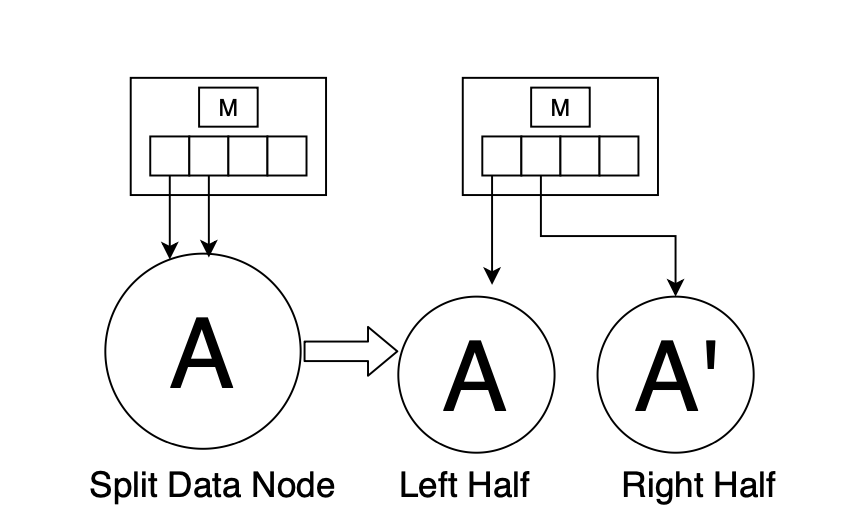 M
M
A
A
A'
Split Data Node
Left Half
Right Half